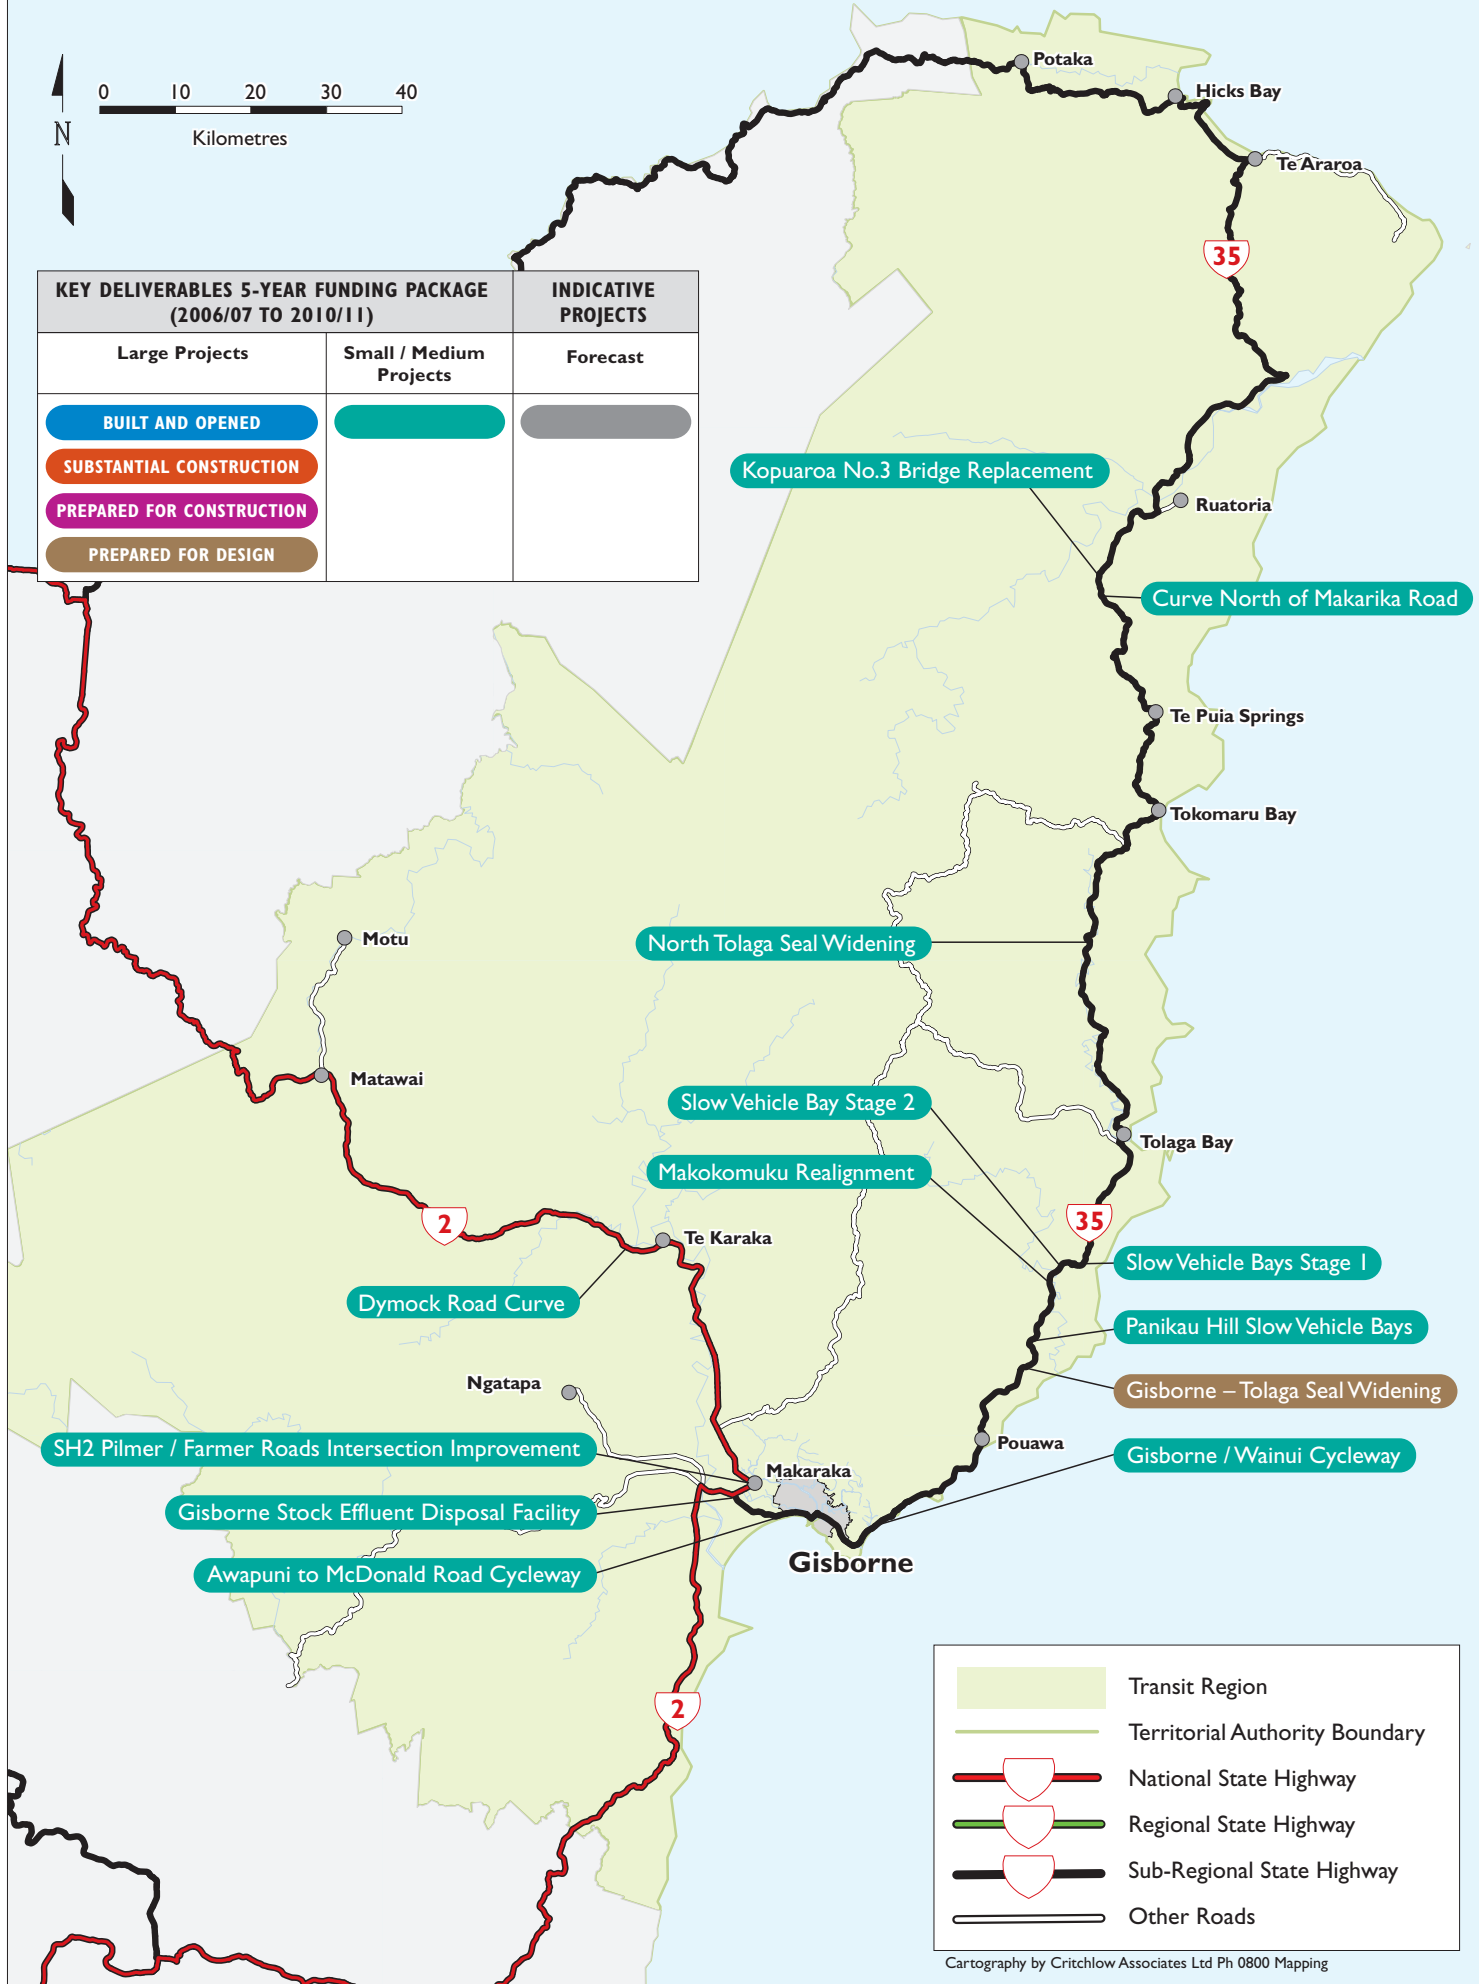 0 10 20 30 40
N
Kilometres
Potaka
Hicks Bay
Te Araroa
35
KEY DELIVERABLES 5-YEAR FUNDING PACKAGE
(2006/07 TO 2010/11)
INDICATIVE
PROJECTS
Large Projects
Small / Medium
Projects
Forecast
BUILT AND OPENED
SUBSTANTIAL CONSTRUCTION
PREPARED FOR CONSTRUCTION
PREPARED FOR DESIGN
Kopuaroa No.3 Bridge Replacement
Ruatoria
Curve North of Makarika Road
Te Puia Springs
Tokomaru Bay
Motu
North Tolaga Seal Widening
Matawai
Slow Vehicle Bay Stage 2
Tolaga Bay
Makokomuku Realignment
2
35
Te Karaka
Slow Vehicle Bays Stage 1
Dymock Road Curve
Panikau Hill Slow Vehicle Bays
Ngatapa
Gisborne – Tolaga Seal Widening
SH2 Pilmer / Farmer Roads Intersection Improvement
Pouawa
Gisborne / Wainui Cycleway
Makaraka
Gisborne Stock Effluent Disposal Facility
Gisborne
Awapuni to McDonald Road Cycleway
2
Transit Region
Territorial Authority Boundary
National State Highway
Regional State Highway
Sub-Regional State Highway
Other Roads
Cartography by Critchlow Associates Ltd Ph 0800 Mapping